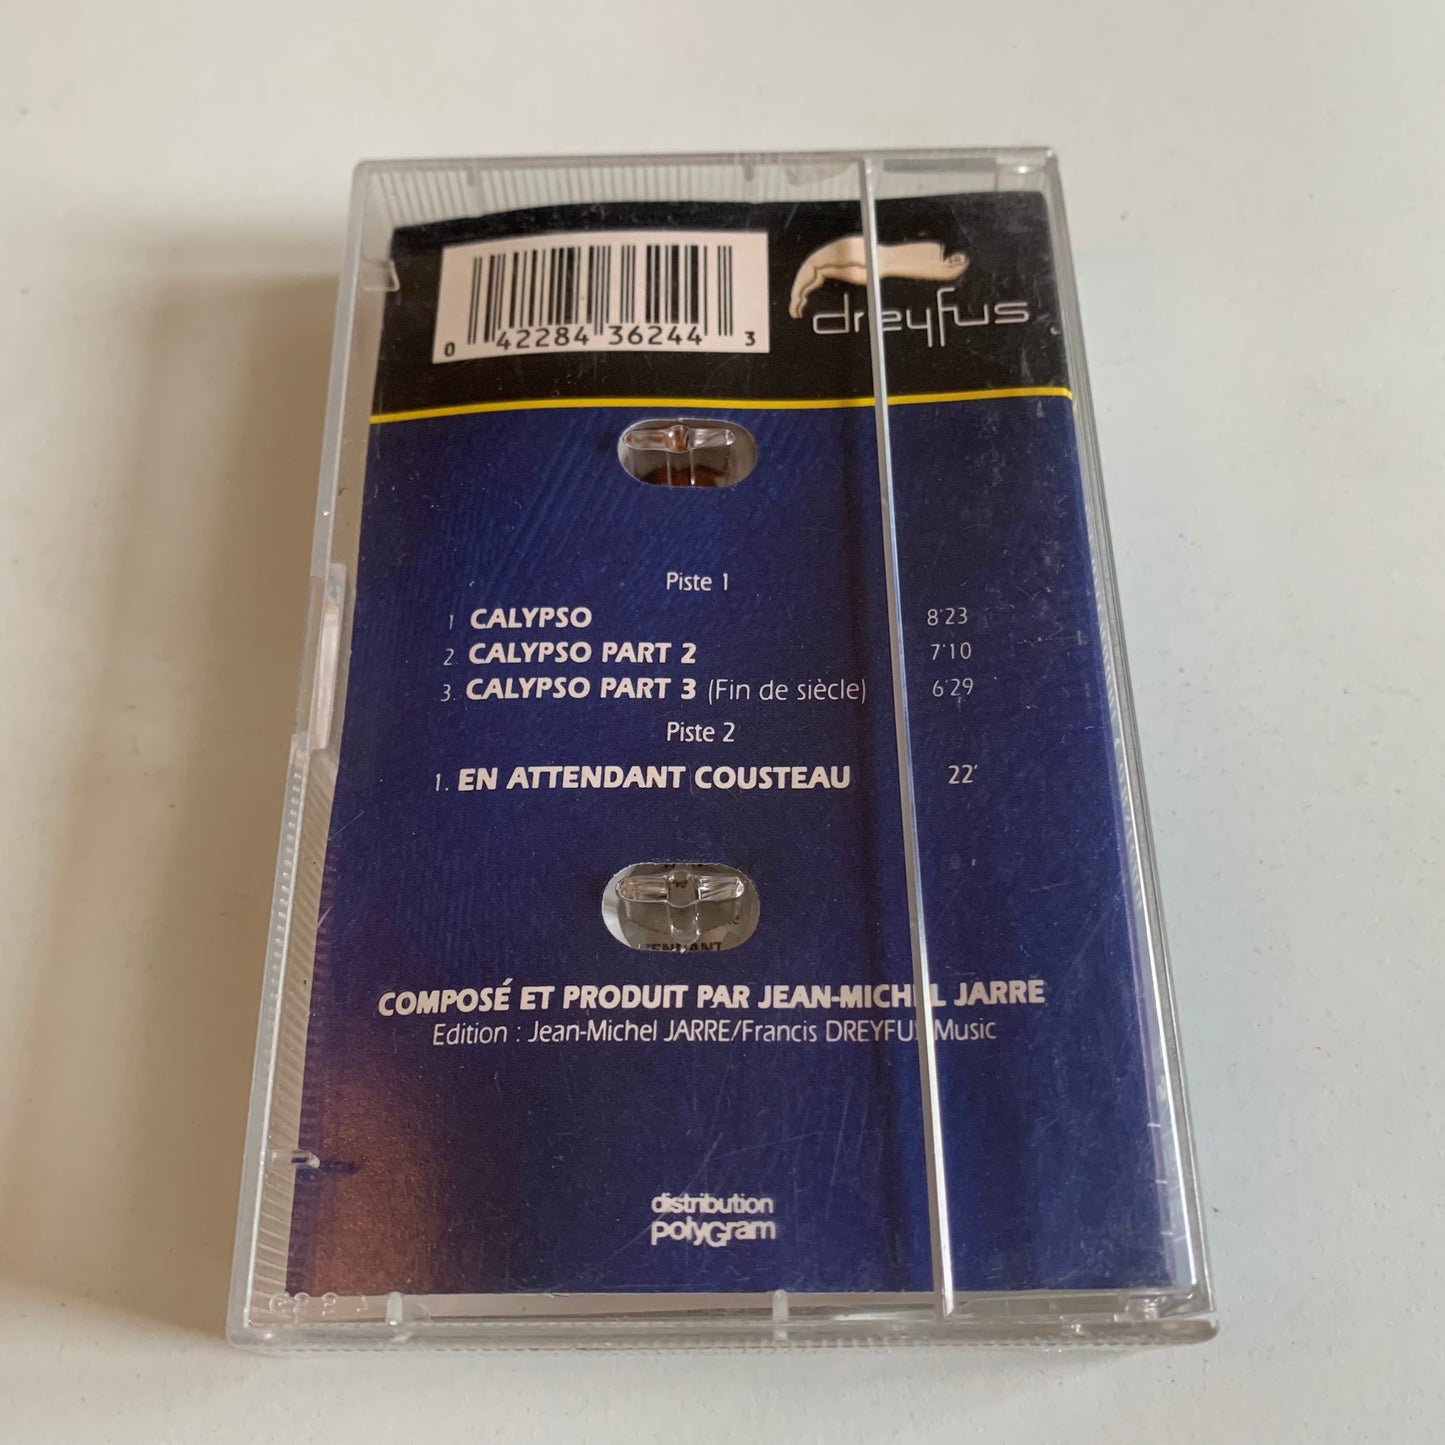 0 42284 36244 3
dreyfus
Piste 1
1 CALYPSO 8'23
2. CALYPSO PART 2 7'10
3. CALYPSO PART 3 (Fin de siècle) 6'29
Piste 2
1. EN ATTENDANT COUSTEAU 22'
COMPOSÉ ET PRODUIT PAR JEAN-MICHEL JARRE
Edition : Jean-Michel JARRE/Francis DREYFUS Music
distribution
polyGram